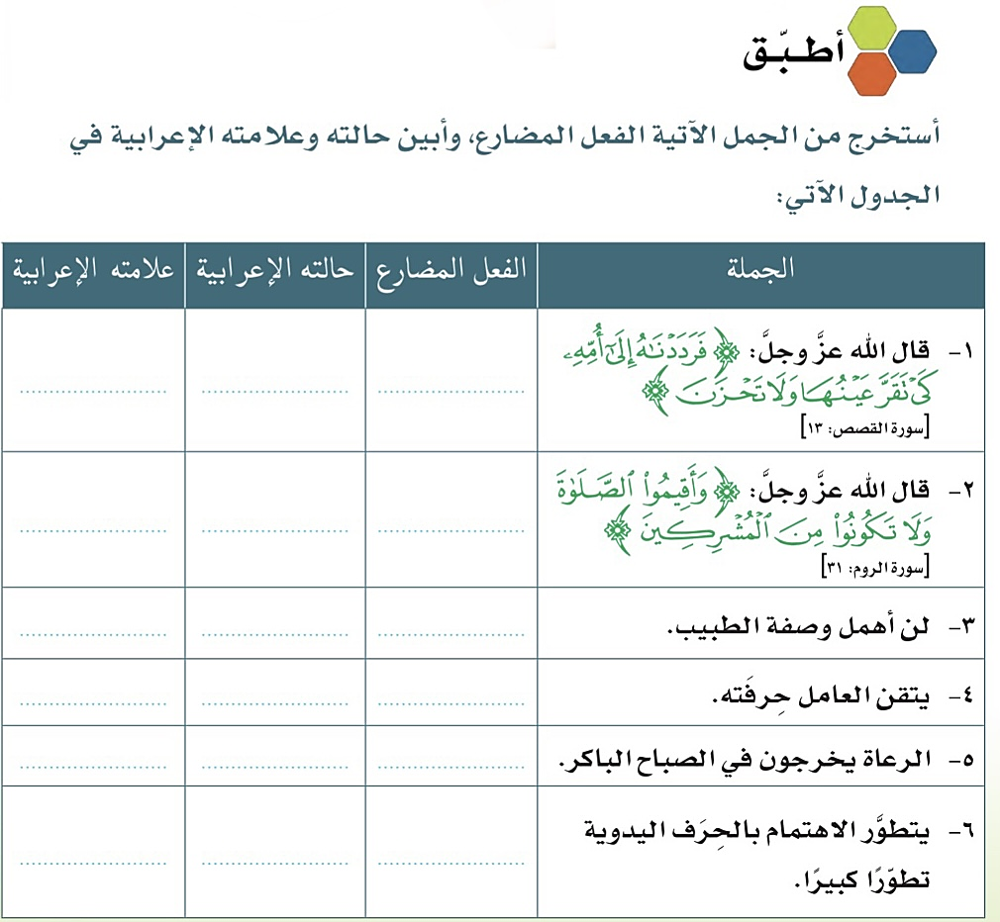 أطبّق
أستخرج من الجمل الآتية الفعل المضارع، وأبين حالته وعلامته الإعرابية في
الجدول الآتي:
الجملة الفعل المضارع حالته الإعرابية علامته الإعرابية
١- قال الله عزَّ وجلَّ: ﴿ فَرَدَدْنَٰهُ إِلَىٰٓ أُمِّهِۦ
كَىْ تَقَرَّ عَيْنُهَا وَلَا تَحْزَنَ ﴾ ........................ ........................ ........................
[سورة القصص: ١٣]
٢- قال الله عزَّ وجلَّ: ﴿ وَأَقِيمُوا۟ ٱلصَّلَوٰةَ
وَلَا تَكُونُوا۟ مِنَ ٱلْمُشْرِكِينَ ﴾ ........................ ........................ ........................
[سورة الروم: ٣١]
٣- لن أهمل وصفة الطبيب. ........................ ........................ ........................
٤- يتقن العامل حِرفَته. ........................ ........................ ........................
٥- الرعاة يخرجون في الصباح الباكر. ........................ ........................ ........................
٦- يتطوَّر الاهتمام بالحِرَف اليدوية
تطوّرًا كبيرًا. ........................ ........................ ........................